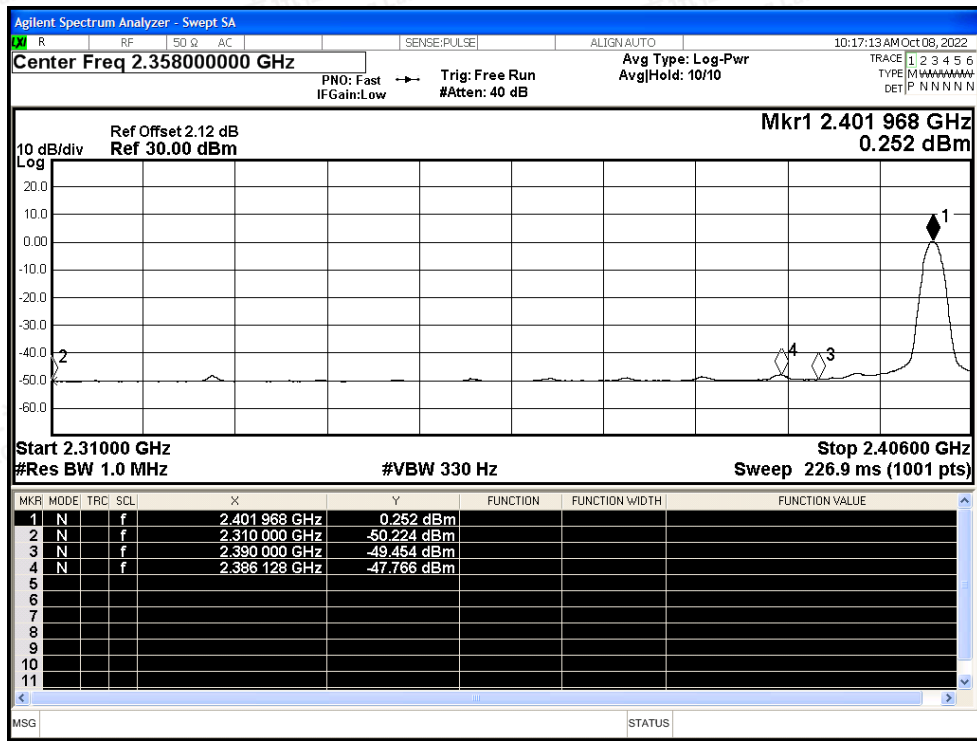 Agilent Spectrum Analyzer - Swept SA
LXI R RF 50 Ω AC SENSE:PULSE ALIGN AUTO 10:17:13 AM Oct 08, 2022
Center Freq 2.358000000 GHz
PNO: Fast
IFGain:Low
Trig: Free Run
#Atten: 40 dB
Avg Type: Log-Pwr
Avg|Hold: 10/10
TRACE 1 2 3 4 5 6
TYPE M WWWWW
DET P N N N N N
Mkr1 2.401 968 GHz
0.252 dBm
Ref Offset 2.12 dB
10 dB/div Ref 30.00 dBm
Log
20.0
10.0
0.00
-10.0
-20.0
-30.0
-40.0
-50.0
-60.0
1
2
4
3
Start 2.31000 GHz Stop 2.40600 GHz
#Res BW 1.0 MHz #VBW 330 Hz Sweep 226.9 ms (1001 pts)
MKR MODE TRC SCL X Y FUNCTION FUNCTION WIDTH FUNCTION VALUE
1 N f 2.401 968 GHz 0.252 dBm
2 N f 2.310 000 GHz -50.224 dBm
3 N f 2.390 000 GHz -49.454 dBm
4 N f 2.386 128 GHz -47.766 dBm
5
6
7
8
9
10
11
MSG STATUS